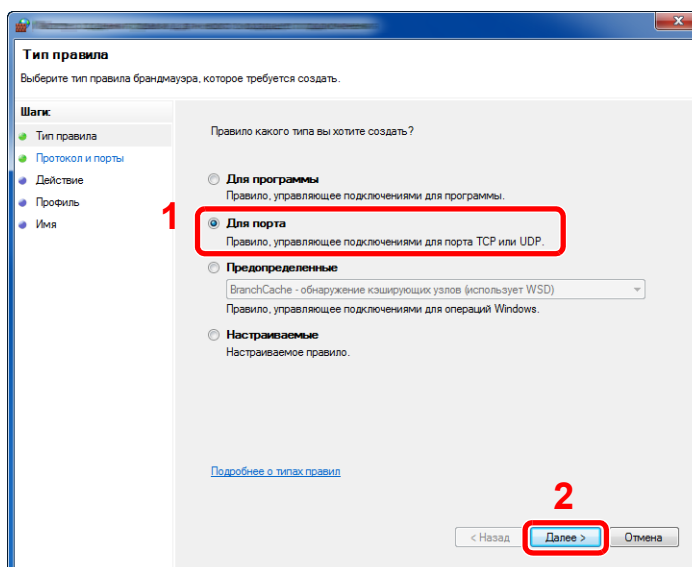 Тип правила
Выберите тип правила брандмауэра, которое требуется создать.
Шаги:
Тип правила
Протокол и порты
Действие
Профиль
Имя
Правило какого типа вы хотите создать?
Для программы
Правило, управляющее подключениями для программы.
1
Для порта
Правило, управляющее подключениями для порта TCP или UDP.
Предопределенные
BranchCache - обнаружение кэширующих узлов (использует WSD)
Правило, управляющее подключениями для операций Windows.
Настраиваемые
Настраиваемое правило.
Подробнее о типах правил
2
< Назад
Далее >
Отмена